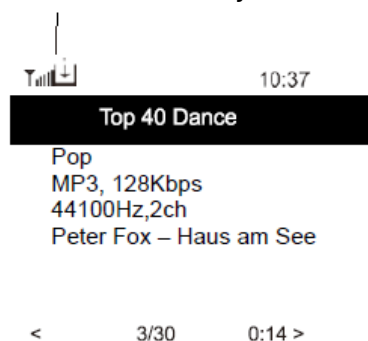 10:37
Top 40 Dance
Pop
MP3, 128Kbps
44100Hz,2ch
Peter Fox – Haus am See
< 3/30 0:14 >